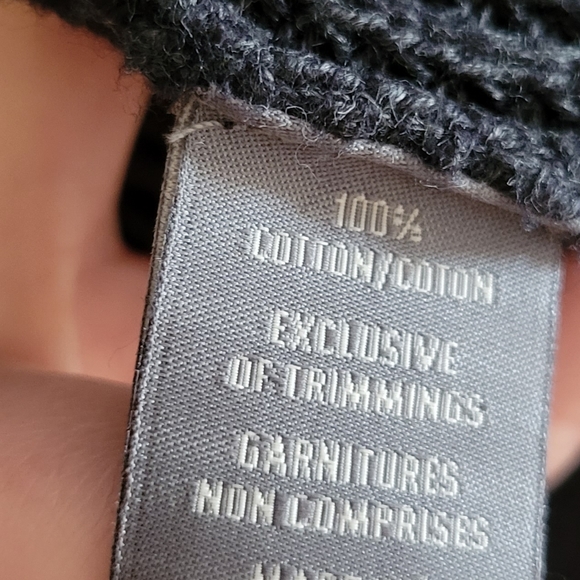 100%
COTTON/COTON
EXCLUSIVE
OF TRIMMINGS
GARNITURES
NON COMPRISES